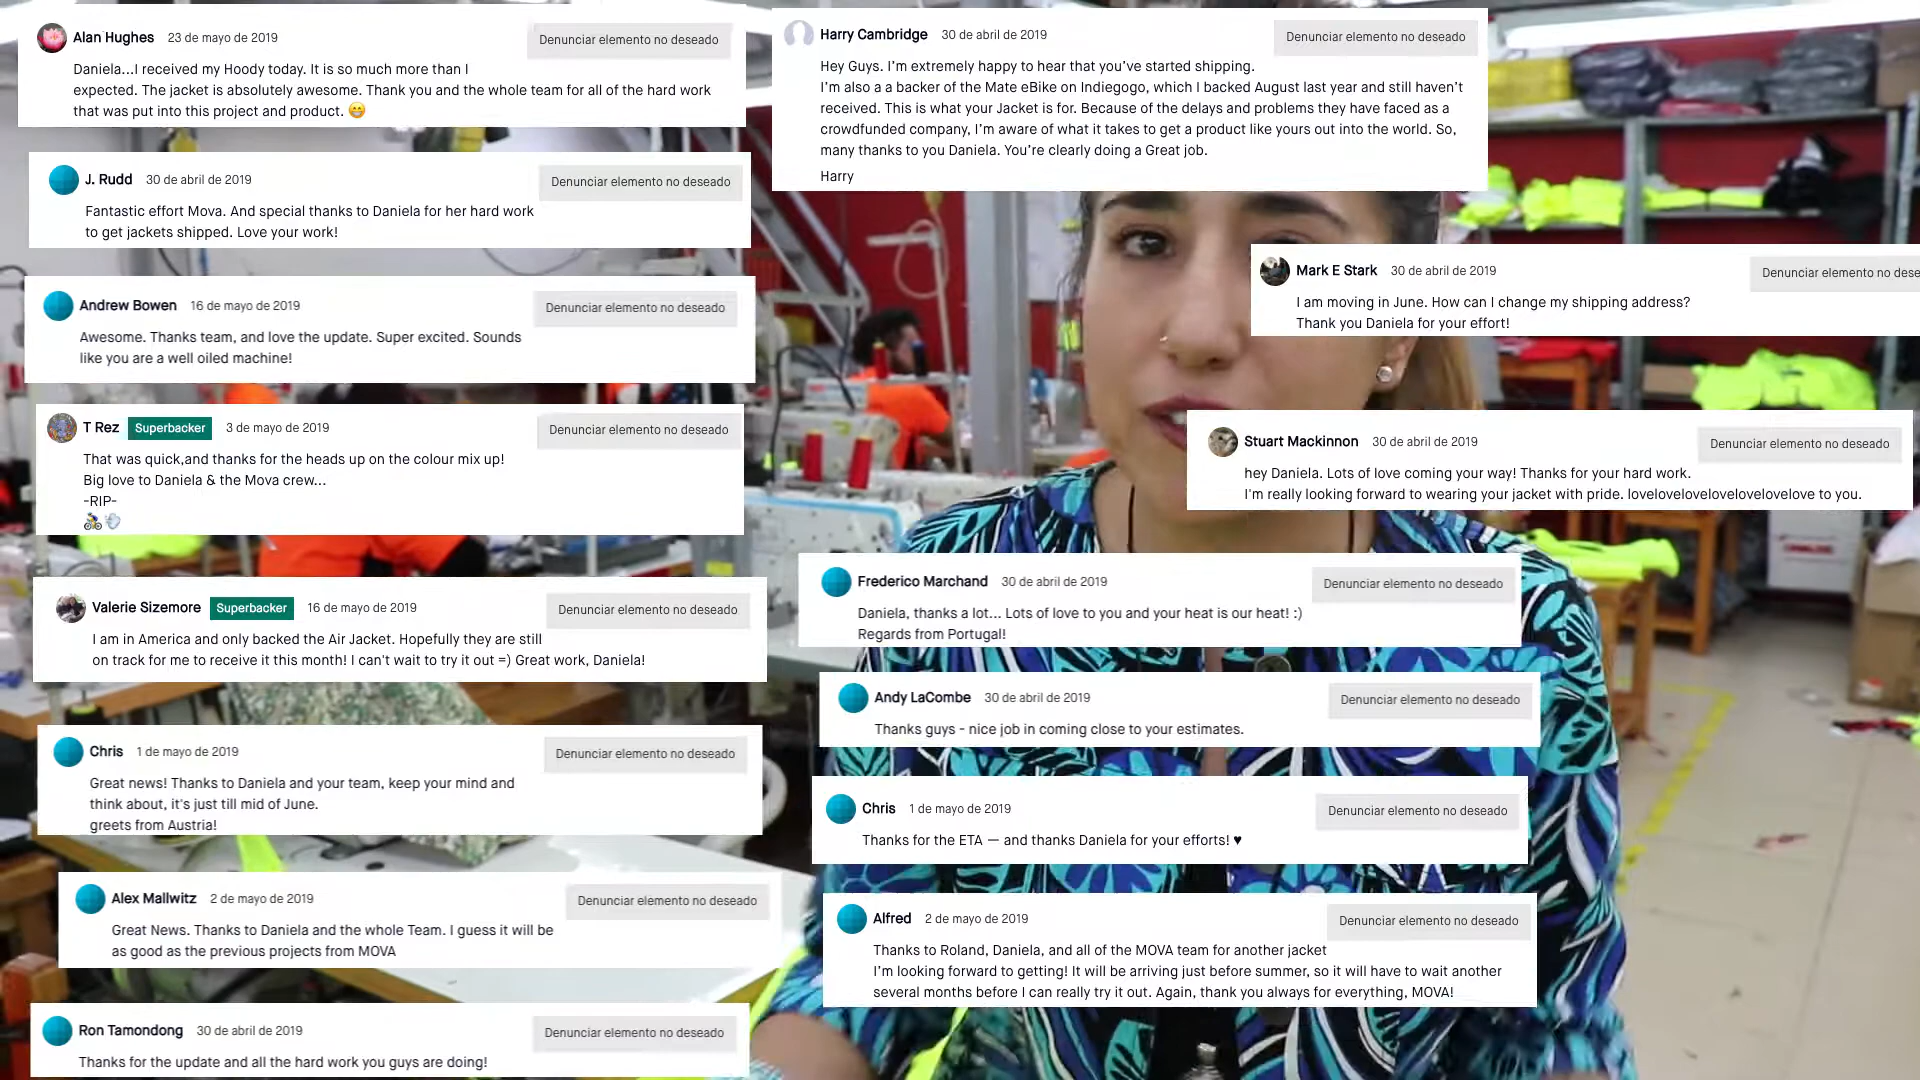 Alan Hughes 23 de mayo de 2019
Denunciar elemento no deseado
Daniela...I received my Hoody today. It is so much more than I
expected. The jacket is absolutely awesome. Thank you and the whole team for all of the hard work
that was put into this project and product. 😁
J. Rudd 30 de abril de 2019
Denunciar elemento no deseado
Fantastic effort Mova. And special thanks to Daniela for her hard work
to get jackets shipped. Love your work!
Andrew Bowen 16 de mayo de 2019
Denunciar elemento no deseado
Awesome. Thanks team, and love the update. Super excited. Sounds
like you are a well oiled machine!
T Rez Superbacker 3 de mayo de 2019
Denunciar elemento no deseado
That was quick,and thanks for the heads up on the colour mix up!
Big love to Daniela & the Mova crew...
-RIP-
🚴💨
Valerie Sizemore Superbacker 16 de mayo de 2019
Denunciar elemento no deseado
I am in America and only backed the Air Jacket. Hopefully they are still
on track for me to receive it this month! I can't wait to try it out =) Great work, Daniela!
Chris 1 de mayo de 2019
Denunciar elemento no deseado
Great news! Thanks to Daniela and your team, keep your mind and
think about, it's just till mid of June.
greets from Austria!
Alex Mallwitz 2 de mayo de 2019
Denunciar elemento no deseado
Great News. Thanks to Daniela and the whole Team. I guess it will be
as good as the previous projects from MOVA
Ron Tamondong 30 de abril de 2019
Denunciar elemento no deseado
Thanks for the update and all the hard work you guys are doing!
Harry Cambridge 30 de abril de 2019
Denunciar elemento no deseado
Hey Guys. I'm extremely happy to hear that you've started shipping.
I'm also a a backer of the Mate eBike on Indiegogo, which I backed August last year and still haven't
received. This is what your Jacket is for. Because of the delays and problems they have faced as a
crowdfunded company, I'm aware of what it takes to get a product like yours out into the world. So,
many thanks to you Daniela. You're clearly doing a Great job.
Harry
Mark E Stark 30 de abril de 2019
Denunciar elemento no dese
I am moving in June. How can I change my shipping address?
Thank you Daniela for your effort!
Stuart Mackinnon 30 de abril de 2019
Denunciar elemento no deseado
hey Daniela. Lots of love coming your way! Thanks for your hard work.
I'm really looking forward to wearing your jacket with pride. lovelovelovelovelovelovelove to you.
Frederico Marchand 30 de abril de 2019
Denunciar elemento no deseado
Daniela, thanks a lot... Lots of love to you and your heat is our heat! :)
Regards from Portugal!
Andy LaCombe 30 de abril de 2019
Denunciar elemento no deseado
Thanks guys - nice job in coming close to your estimates.
Chris 1 de mayo de 2019
Denunciar elemento no deseado
Thanks for the ETA — and thanks Daniela for your efforts! ♥
Alfred 2 de mayo de 2019
Denunciar elemento no deseado
Thanks to Roland, Daniela, and all of the MOVA team for another jacket
I'm looking forward to getting! It will be arriving just before summer, so it will have to wait another
several months before I can really try it out. Again, thank you always for everything, MOVA!